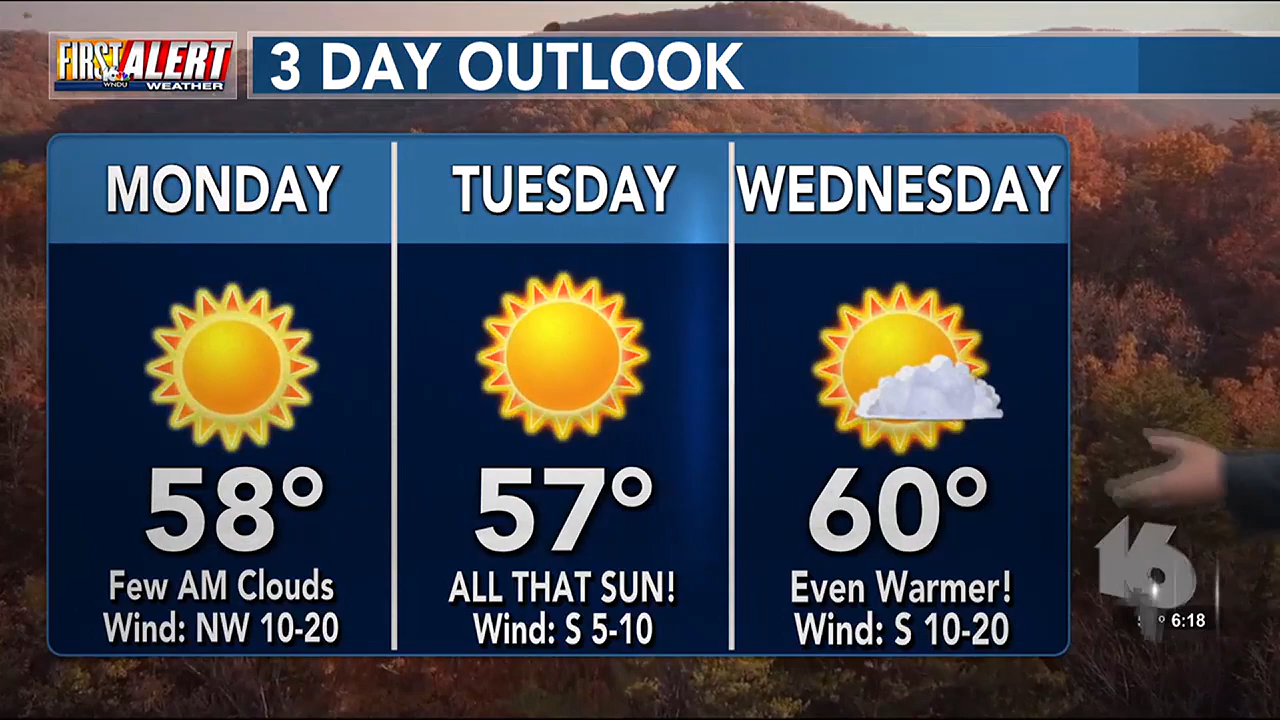 FIRST ALERT
16
WNDU
WEATHER
3 DAY OUTLOOK
MONDAY
58°
Few AM Clouds
Wind: NW 10-20
TUESDAY
57°
ALL THAT SUN!
Wind: S 5-10
WEDNESDAY
60°
Even Warmer!
Wind: S 10-20
16
6:18